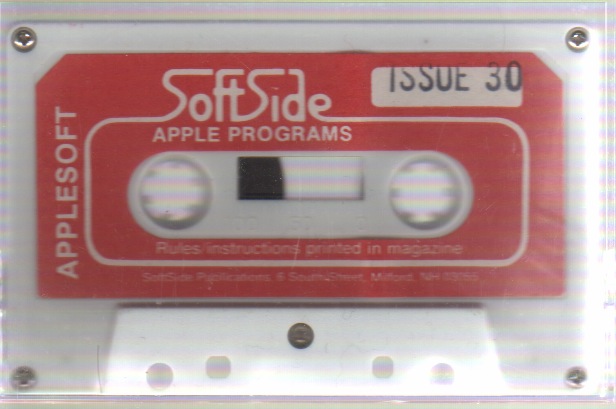 SoftSide
ISSUE 30
APPLE PROGRAMS
APPLESOFT
Rules/instructions printed in magazine
SoftSide Publications, 6 South Street, Milford, NH 03055